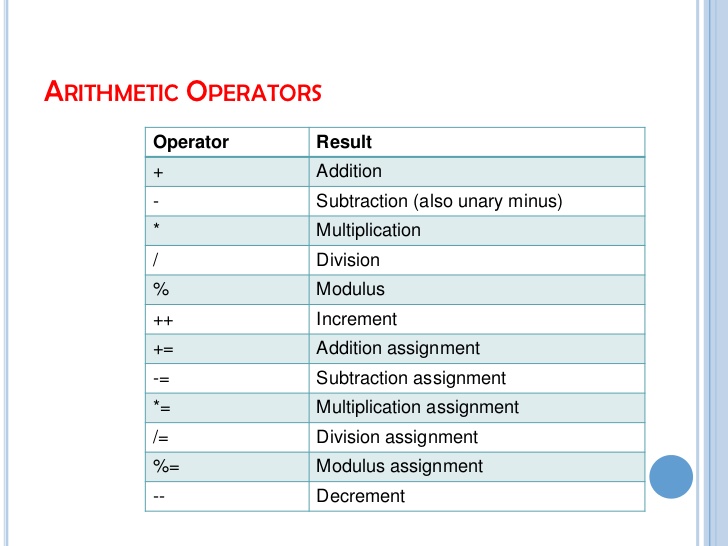 ARITHMETIC OPERATORS
Operator Result
+ Addition
- Subtraction (also unary minus)
* Multiplication
/ Division
% Modulus
++ Increment
+= Addition assignment
-= Subtraction assignment
*= Multiplication assignment
/= Division assignment
%= Modulus assignment
-- Decrement